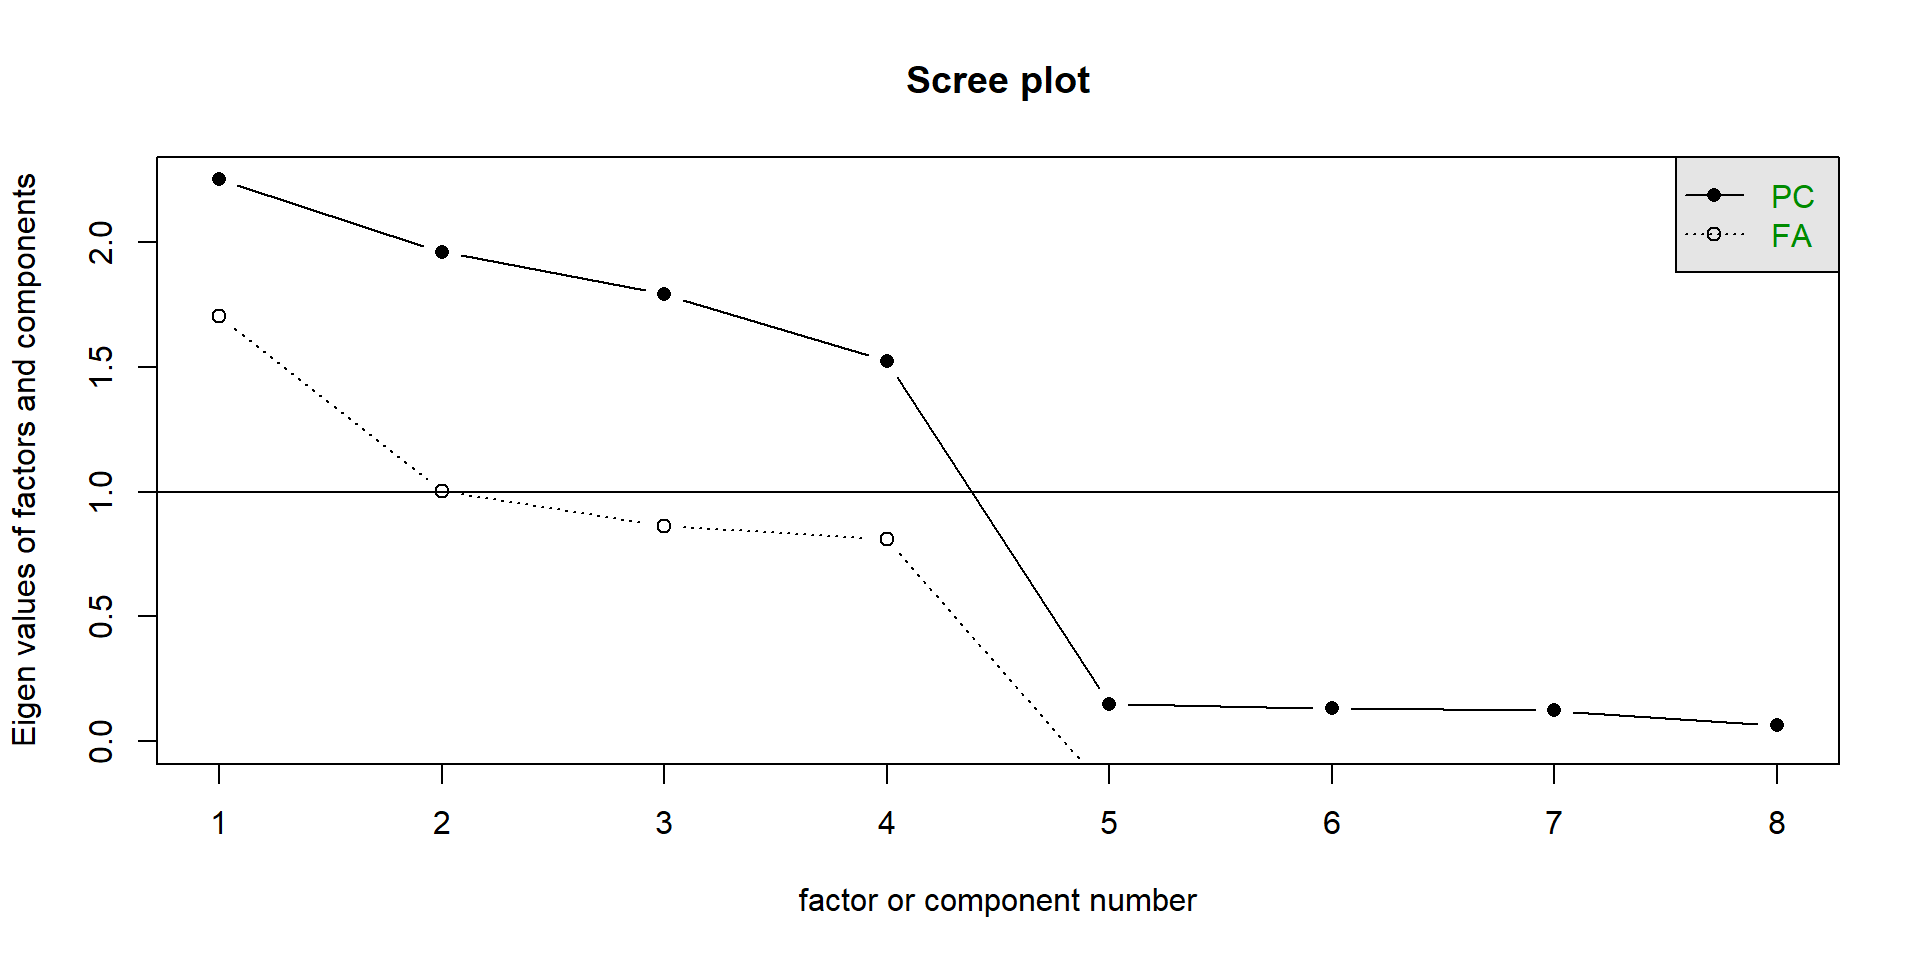 Scree plot
Eigen values of factors and components
2.0
1.5
1.0
0.5
0.0
PC
FA
1 2 3 4 5 6 7 8
factor or component number